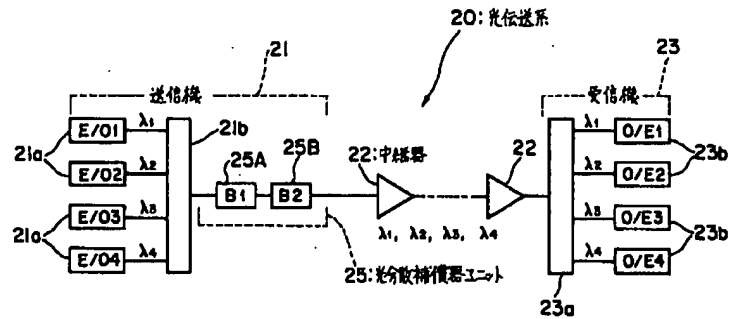 20:光伝送系
21
23
送信機
受信機
21a
E/O1
λ1
E/O2
λ2
21a
E/O3
λ3
E/O4
λ4
21b
25A
B1
25B
B2
25:光分散補償器ユニット
22:中継器
22
λ1, λ2, λ3, λ4
23a
λ1
O/E1
λ2
O/E2
23b
λ3
O/E3
λ4
O/E4
23b